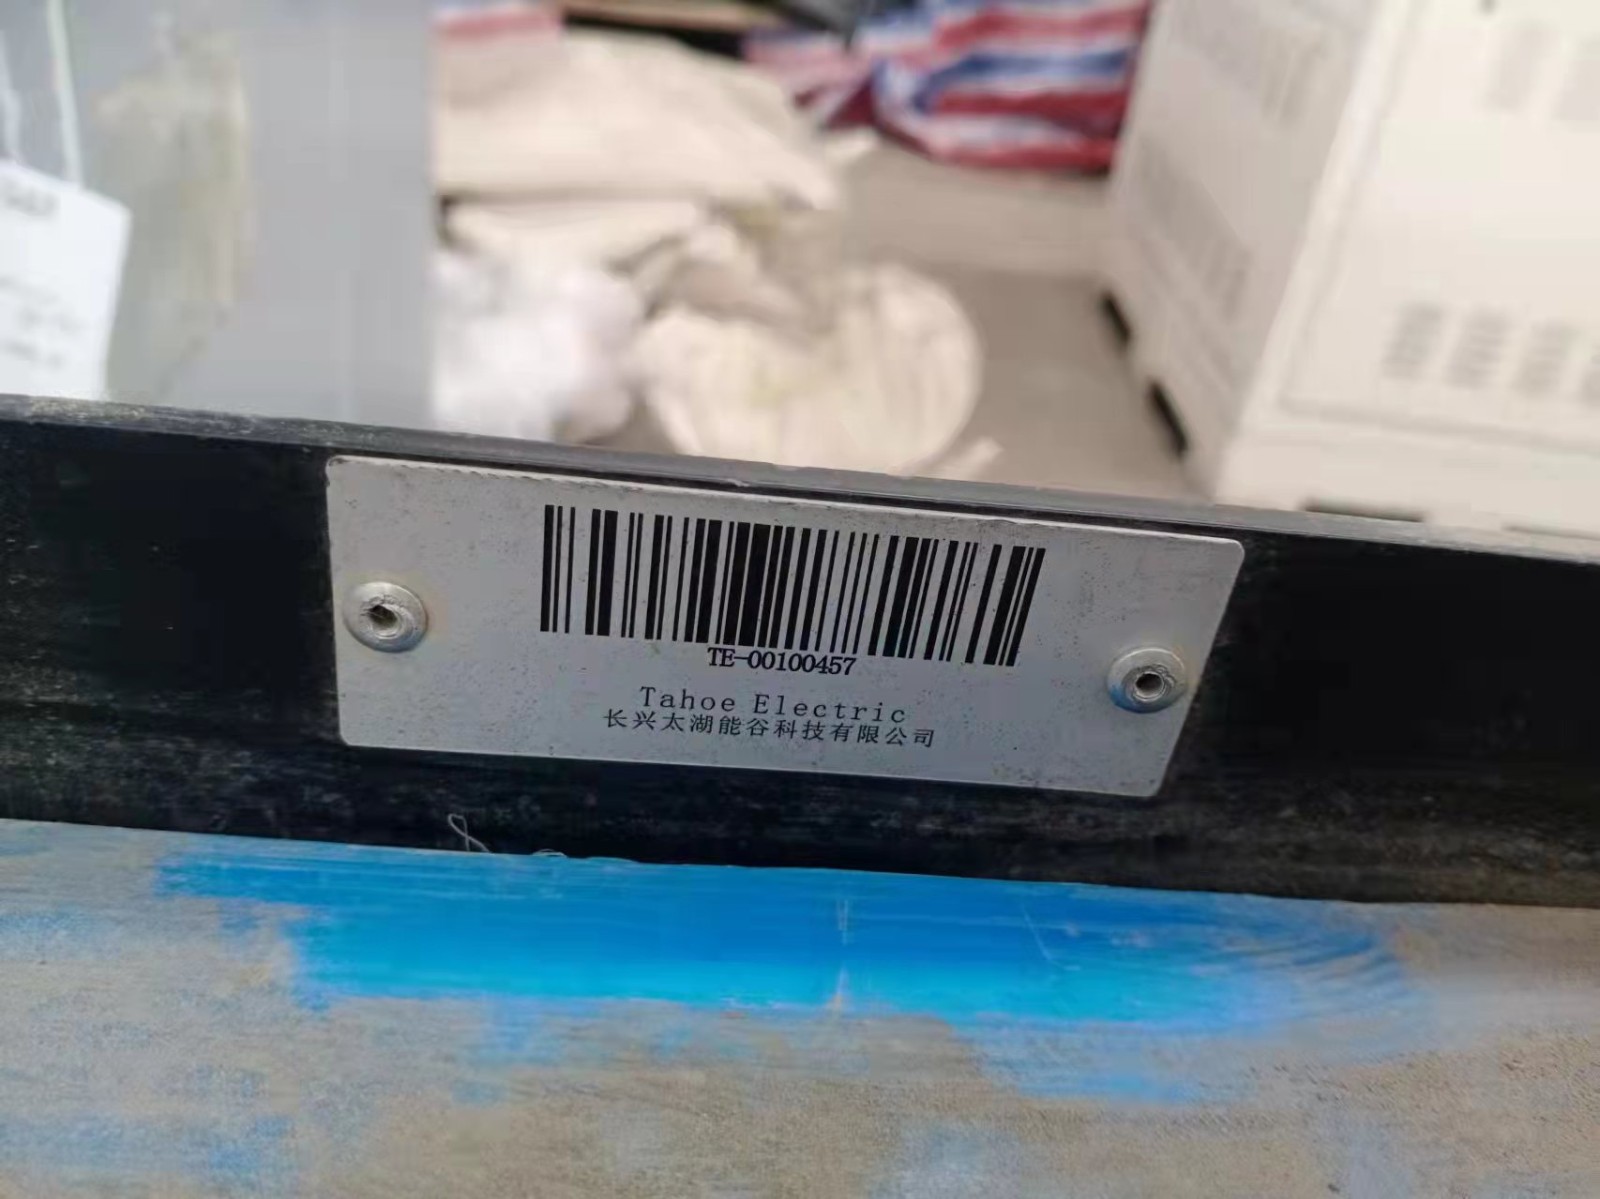 TE-00100457
Tahoe Electric
长兴太湖能谷科技有限公司